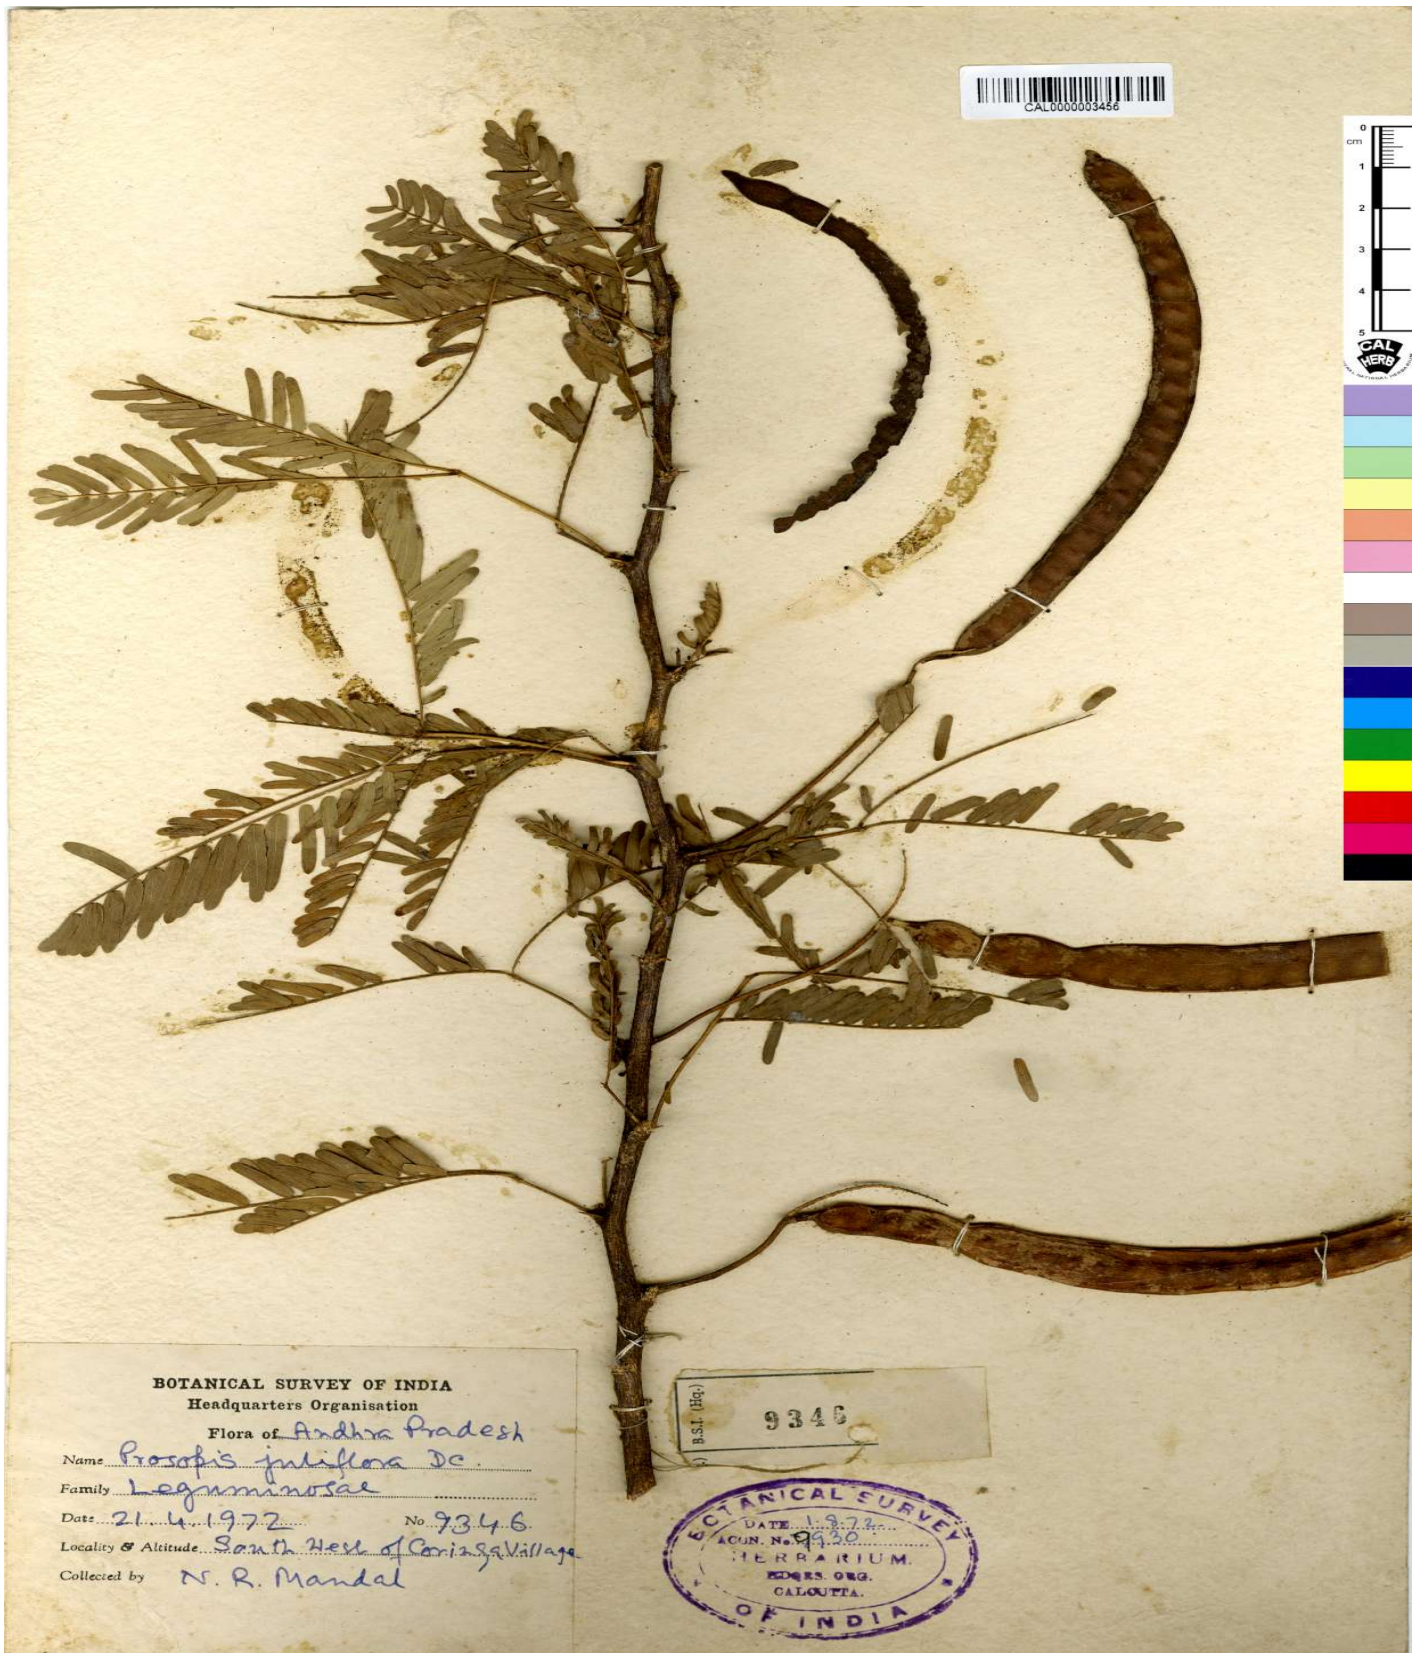 CAL0000003456
0
cm
1
2
3
4
5
CAL
HERB
BOTANICAL SURVEY OF INDIA
Headquarters Organisation
Flora of Andhra Pradesh
Name Prosopis juliflora DC.
Family Leguminosae
Date 21.4.1972 No 9346
Locality & Altitude South West of Coringa Village
Collected by N. R. Mandal
B.S.I. (Hq.)
9346
BOTANICAL SURVEY
DATE 1.8.72.
ACQN. No. 9930
HERBARIUM.
HDQRS. ORG.
CALCUTTA.
OF INDIA